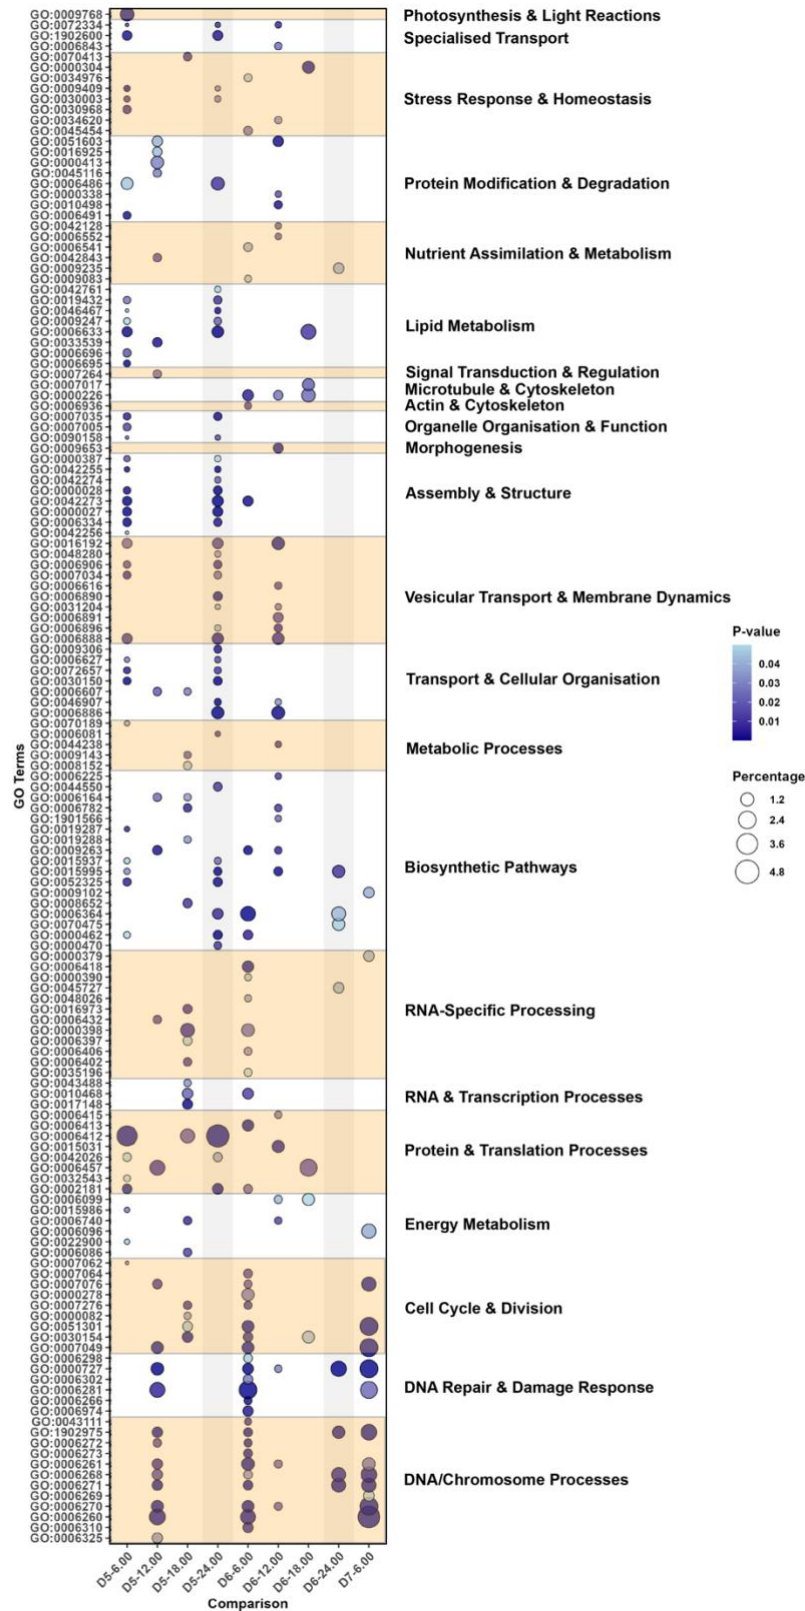 GO:0009768
GO:0072334
GO:1902600
GO:0006843
GO:0070413
GO:0000304
GO:0034976
GO:0009409
GO:0030003
GO:0030968
GO:0034620
GO:0045454
GO:0051603
GO:0016925
GO:0000413
GO:0045116
GO:0006486
GO:0000338
GO:0010498
GO:0006491
GO:0042128
GO:0006552
GO:0006541
GO:0042843
GO:0009235
GO:0009083
GO:0042761
GO:0019432
GO:0046467
GO:0009247
GO:0006633
GO:0033539
GO:0006696
GO:0006695
GO:0007264
GO:0007017
GO:0000226
GO:0006936
GO:0007035
GO:0007005
GO:0090158
GO:0009653
GO:0000387
GO:0042255
GO:0042274
GO:0000028
GO:0042273
GO:0000027
GO:0006334
GO:0042256
GO:0016192
GO:0048280
GO:0006906
GO:0007034
GO:0006616
GO:0006890
GO:0031204
GO:0006891
GO:0006896
GO:0006888
GO:0009306
GO:0006627
GO:0072657
GO:0030150
GO:0006607
GO:0046907
GO:0006886
GO:0070189
GO:0006081
GO:0044238
GO:0009143
GO:0008152
GO:0006225
GO:0044550
GO:0006164
GO:0006782
GO:1901566
GO:0019287
GO:0019288
GO:0009263
GO:0015937
GO:0015995
GO:0052325
GO:0009102
GO:0008652
GO:0006364
GO:0070475
GO:0000462
GO:0000470
GO:0000379
GO:0006418
GO:0000390
GO:0045727
GO:0048026
GO:0016973
GO:0006432
GO:0000398
GO:0006397
GO:0006406
GO:0006402
GO:0035196
GO:0043488
GO:0010468
GO:0017148
GO:0006415
GO:0006413
GO:0006412
GO:0015031
GO:0042026
GO:0006457
GO:0032543
GO:0002181
GO:0006099
GO:0015986
GO:0006740
GO:0006096
GO:0022900
GO:0006086
GO:0007062
GO:0007064
GO:0007076
GO:0000278
GO:0007276
GO:0000082
GO:0051301
GO:0030154
GO:0007049
GO:0006298
GO:0000727
GO:0006302
GO:0006281
GO:0006266
GO:0006974
GO:0043111
GO:1902975
GO:0006272
GO:0006273
GO:0006261
GO:0006268
GO:0006271
GO:0006269
GO:0006270
GO:0006260
GO:0006310
GO:0006325
GO Terms
D5-6.00
D5-12.00
D5-18.00
D5-24.00
D6-6.00
D6-12.00
D6-18.00
D6-24.00
D7-6.00
Comparison
Photosynthesis & Light Reactions
Specialised Transport
Stress Response & Homeostasis
Protein Modification & Degradation
Nutrient Assimilation & Metabolism
Lipid Metabolism
Signal Transduction & Regulation
Microtubule & Cytoskeleton
Actin & Cytoskeleton
Organelle Organisation & Function
Morphogenesis
Assembly & Structure
Vesicular Transport & Membrane Dynamics
Transport & Cellular Organisation
Metabolic Processes
Biosynthetic Pathways
RNA-Specific Processing
RNA & Transcription Processes
Protein & Translation Processes
Energy Metabolism
Cell Cycle & Division
DNA Repair & Damage Response
DNA/Chromosome Processes
P-value
0.04
0.03
0.02
0.01
Percentage
1.2
2.4
3.6
4.8